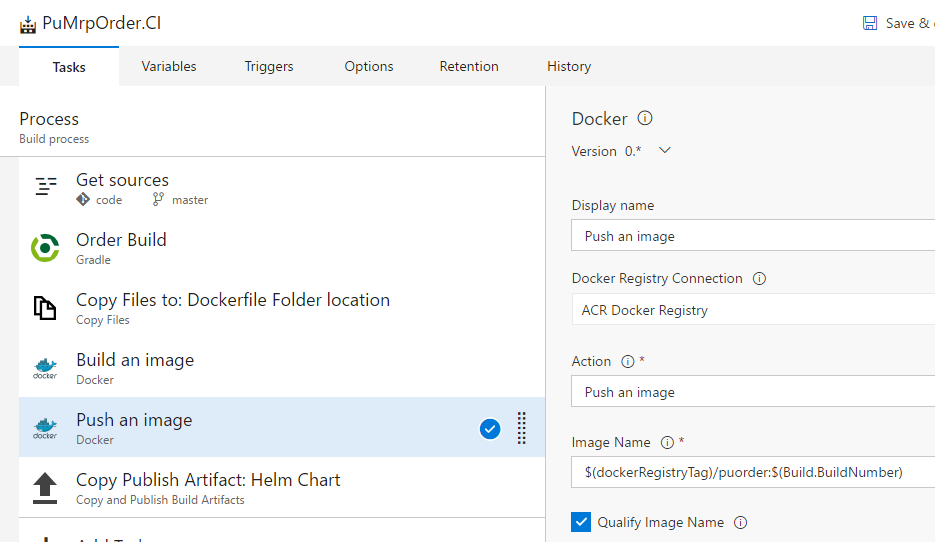 PuMrpOrder.CI
Save &
Tasks Variables Triggers Options Retention History
Process
Build process
Get sources
code master
Order Build
Gradle
Copy Files to: Dockerfile Folder location
Copy Files
Build an image
docker Docker
Push an image
docker Docker
Copy Publish Artifact: Helm Chart
Copy and Publish Build Artifacts
Docker
Version 0.*
Display name
Push an image
Docker Registry Connection
ACR Docker Registry
Action *
Push an image
Image Name *
$(dockerRegistryTag)/puorder:$(Build.BuildNumber)
Qualify Image Name